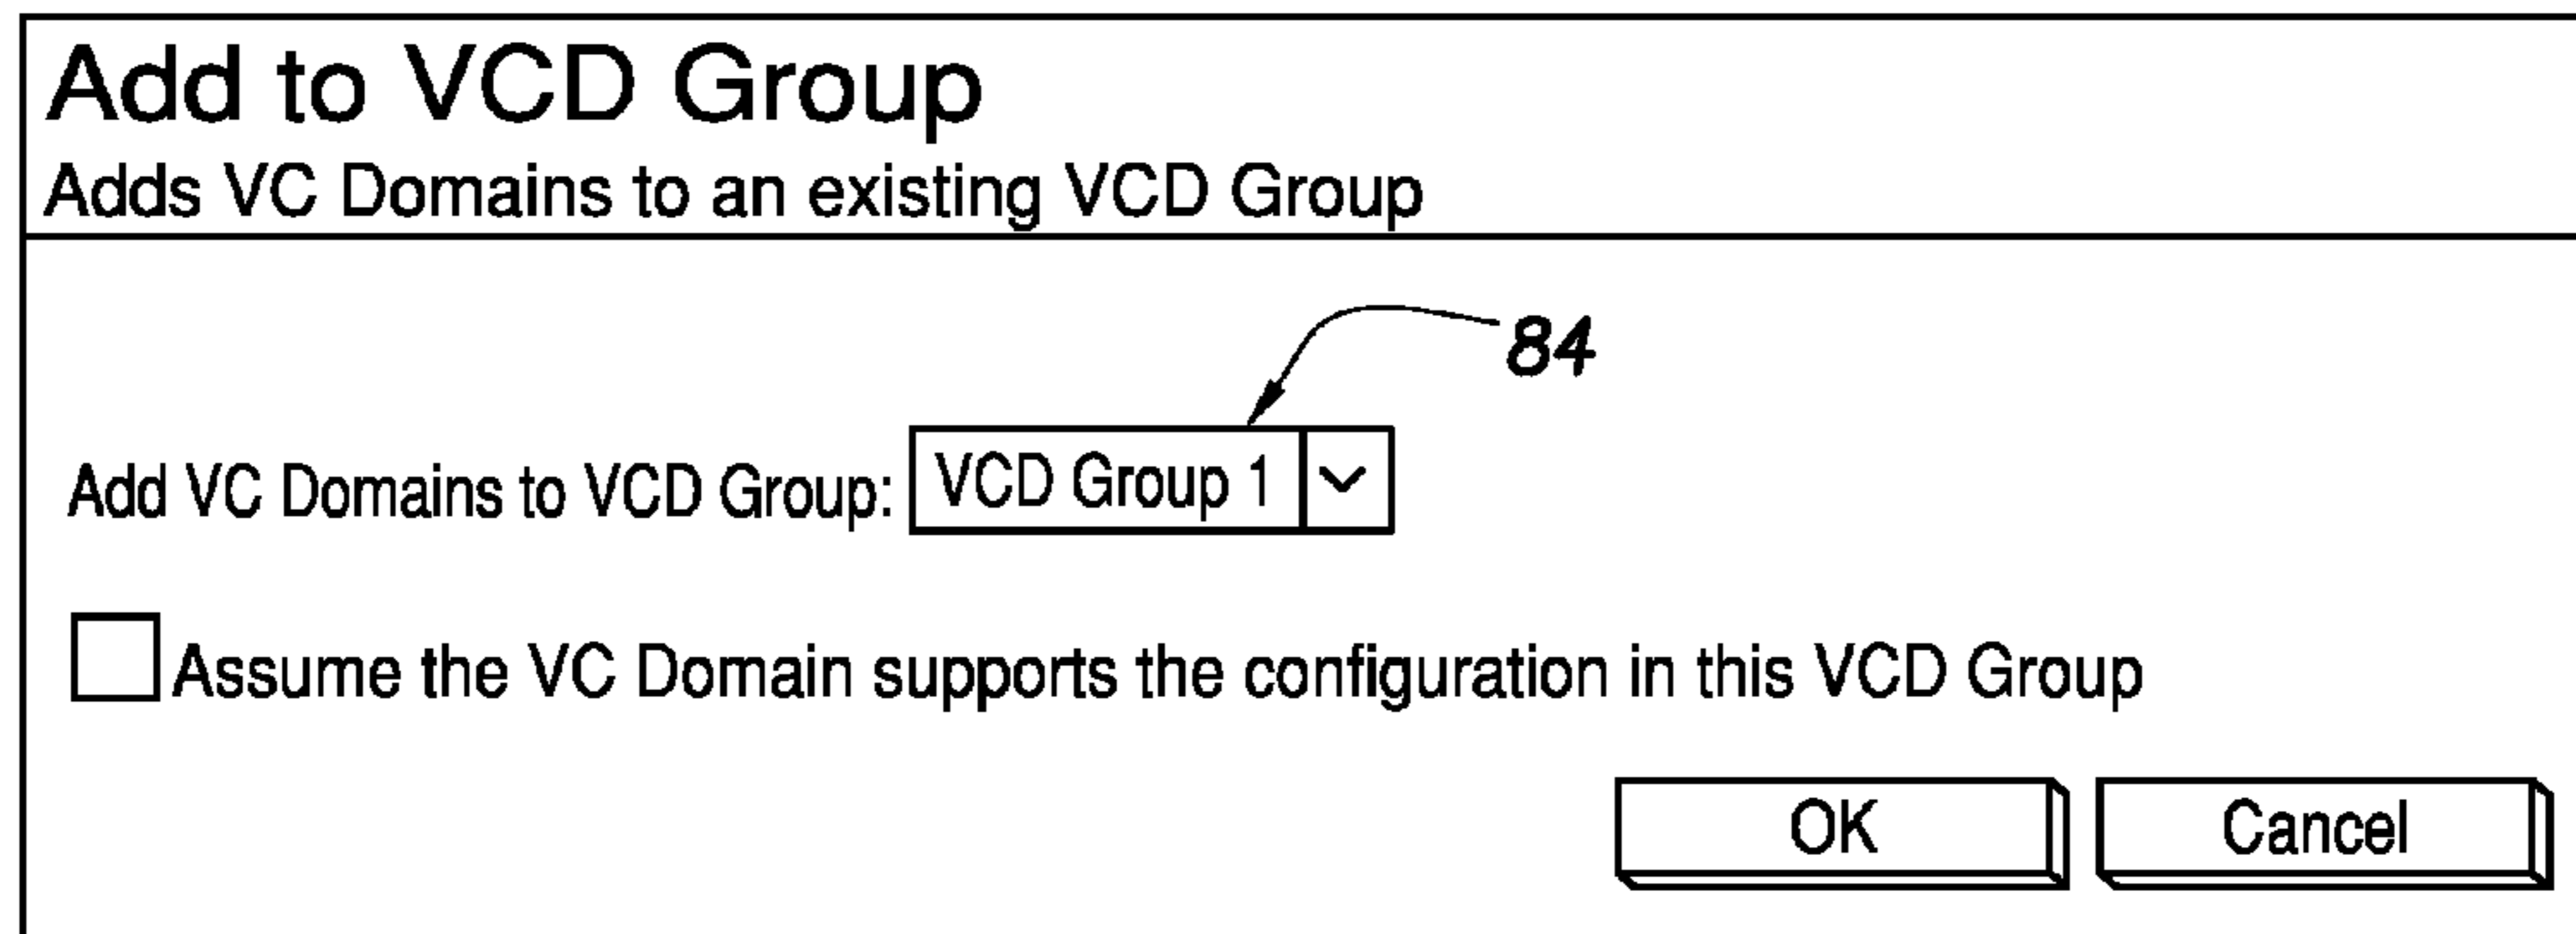 Add to VCD Group
Adds VC Domains to an existing VCD Group
84
Add VC Domains to VCD Group: VCD Group 1
Assume the VC Domain supports the configuration in this VCD Group
OK Cancel